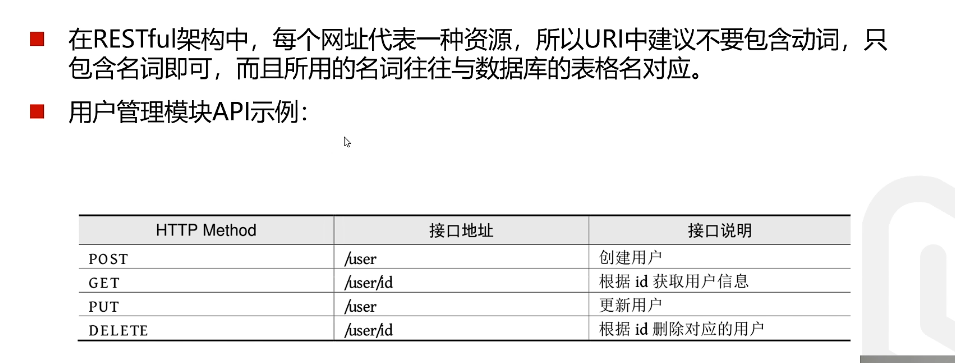 在RESTful架构中，每个网址代表一种资源，所以URI中建议不要包含动词，只
包含名词即可，而且所用的名词往往与数据库的表格名对应。
用户管理模块API示例：
HTTP Method 接口地址 接口说明
POST /user 创建用户
GET /user/id 根据 id 获取用户信息
PUT /user 更新用户
DELETE /user/id 根据 id 删除对应的用户